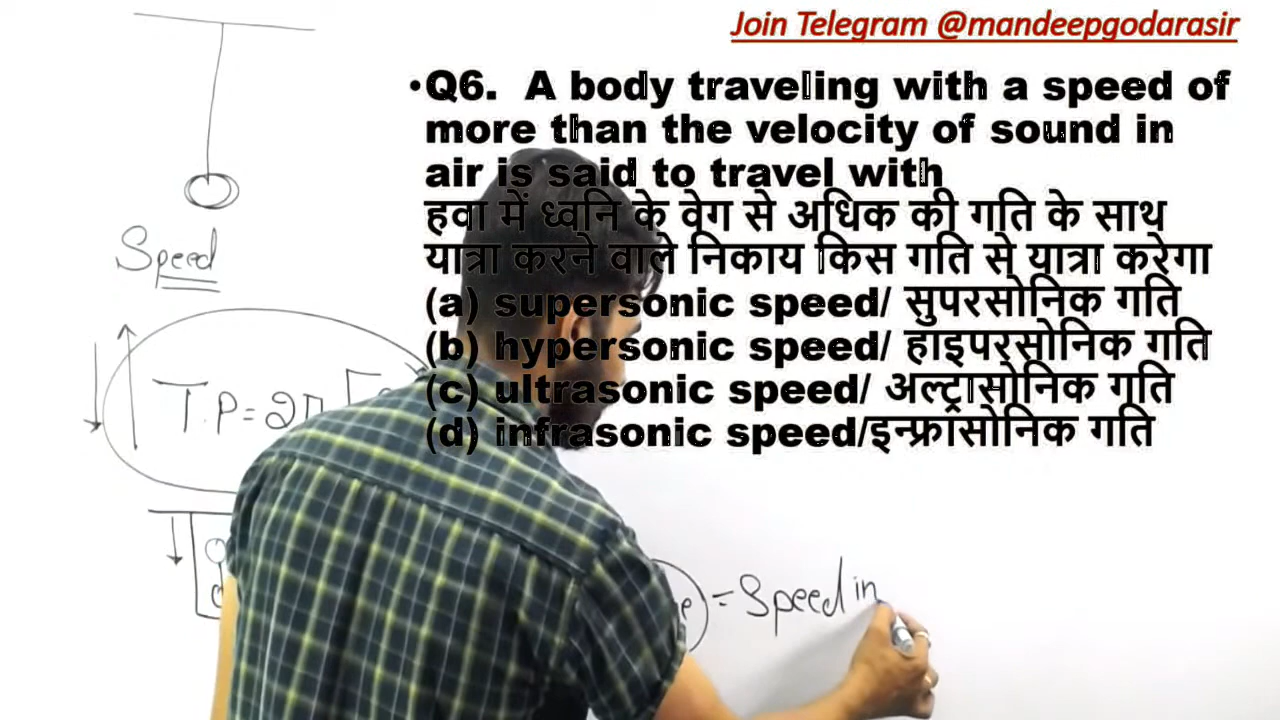 Join Telegram @mandeepgodarasir
•Q6. A body traveling with a speed of
more than the velocity of sound in
air is said to travel with
हवा में ध्वनि के वेग से अधिक की गति के साथ
यात्रा करने वाले निकाय किस गति से यात्रा करेगा
(a) supersonic speed/ सुपरसोनिक गति
(b) hypersonic speed/ हाइपरसोनिक गति
(c) ultrasonic speed/ अल्ट्रासोनिक गति
(d) infrasonic speed/इन्फ्रासोनिक गति
Speed
T.P = 2π
= Speed in